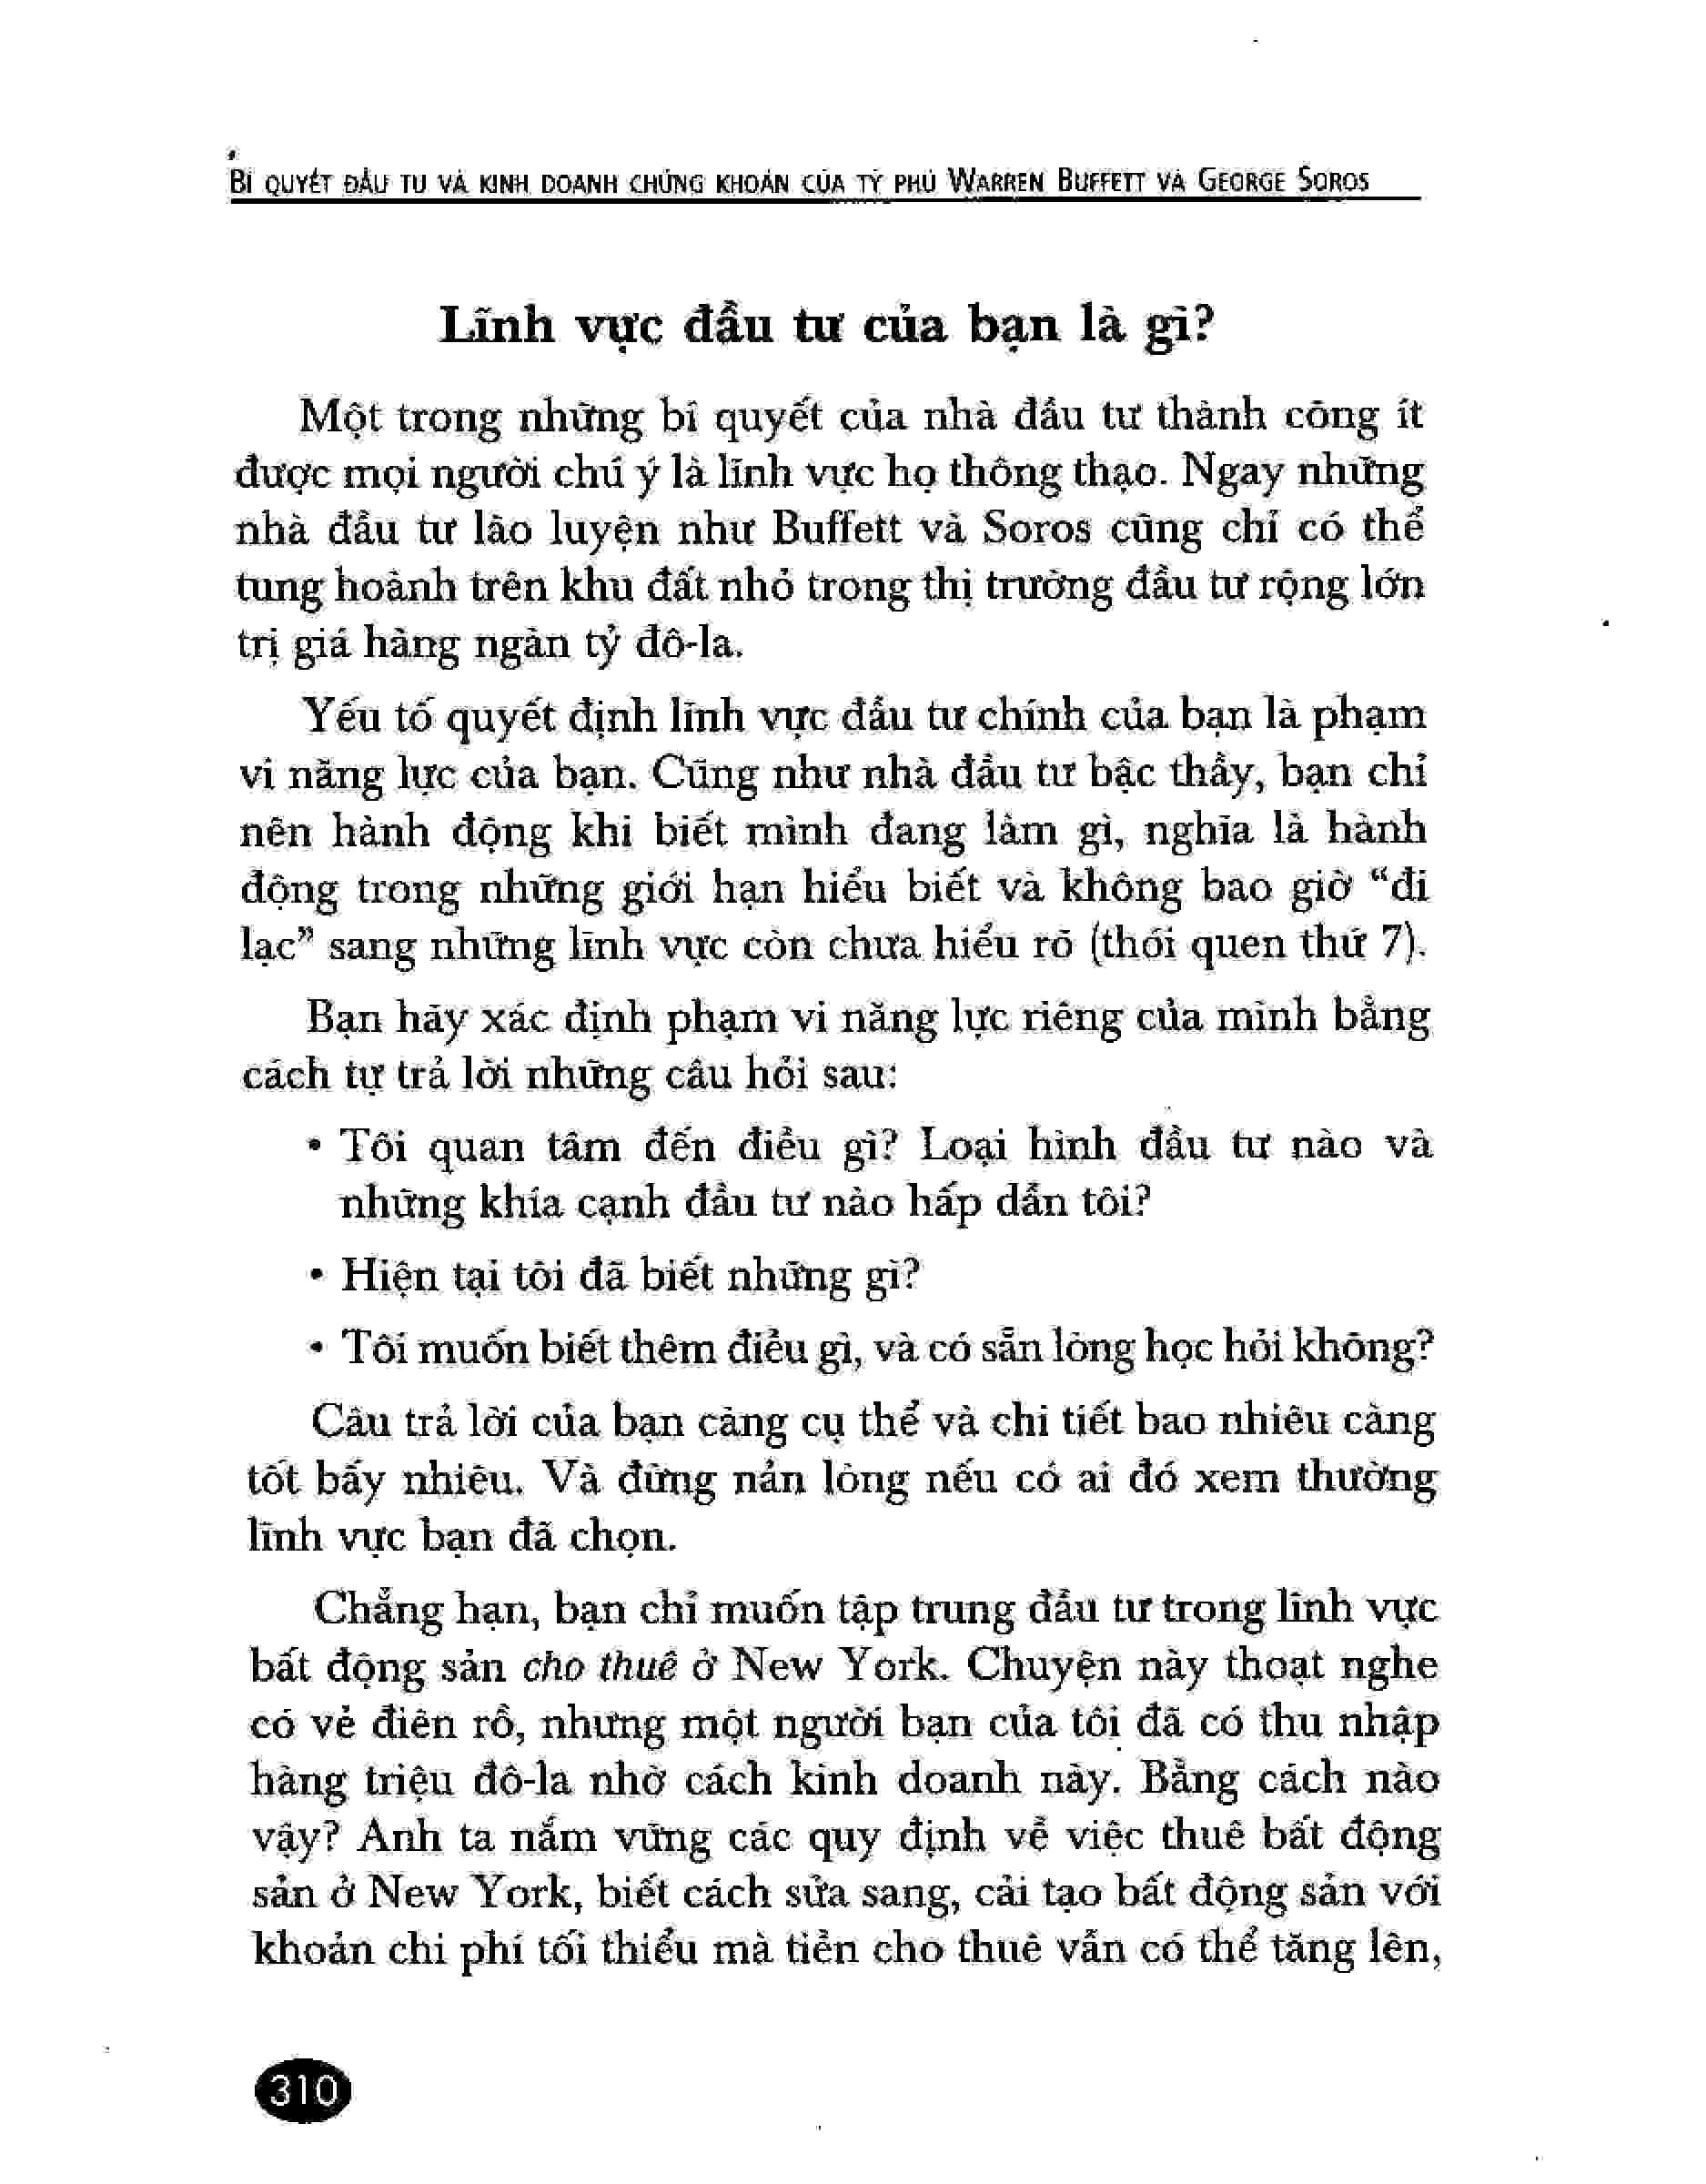 BÍ QUYẾT ĐẦU TƯ VÀ KINH DOANH CHỨNG KHOÁN CỦA TỶ PHÚ WARREN BUFFETT VÀ GEORGE SOROS
Lĩnh vực đầu tư của bạn là gì?
Một trong những bí quyết của nhà đầu tư thành công ít
được mọi người chú ý là lĩnh vực họ thông thạo. Ngay những
nhà đầu tư lão luyện như Buffett và Soros cũng chỉ có thể
tung hoành trên khu đất nhỏ trong thị trường đầu tư rộng lớn
trị giá hàng ngàn tỷ đô-la.
Yếu tố quyết định lĩnh vực đầu tư chính của bạn là phạm
vi năng lực của bạn. Cũng như nhà đầu tư bậc thầy, bạn chỉ
nên hành động khi biết mình đang làm gì, nghĩa là hành
động trong những giới hạn hiểu biết và không bao giờ “đi
lạc” sang những lĩnh vực còn chưa hiểu rõ (thói quen thứ 7).
Bạn hãy xác định phạm vi năng lực riêng của mình bằng
cách tự trả lời những câu hỏi sau:
• Tôi quan tâm đến điều gì? Loại hình đầu tư nào và
những khía cạnh đầu tư nào hấp dẫn tôi?
• Hiện tại tôi đã biết những gì?
• Tôi muốn biết thêm điều gì, và có sẵn lòng học hỏi không?
Câu trả lời của bạn càng cụ thể và chi tiết bao nhiêu càng
tốt bấy nhiêu. Và đừng nản lòng nếu có ai đó xem thường
lĩnh vực bạn đã chọn.
Chẳng hạn, bạn chỉ muốn tập trung đầu tư trong lĩnh vực
bất động sản cho thuê ở New York. Chuyện này thoạt nghe
có vẻ điên rồ, nhưng một người bạn của tôi đã có thu nhập
hàng triệu đô-la nhờ cách kinh doanh này. Bằng cách nào
vậy? Anh ta nắm vững các quy định về việc thuê bất động
sản ở New York, biết cách sửa sang, cải tạo bất động sản với
khoản chi phí tối thiểu mà tiền cho thuê vẫn có thể tăng lên,
310